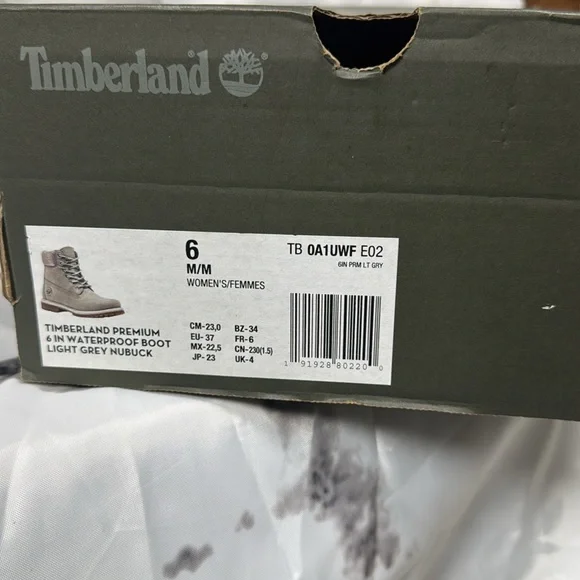 Timberland
6
M/M
WOMEN'S/FEMMES
TB 0A1UWF E02
6IN PRM LT GRY
TIMBERLAND PREMIUM
6 IN WATERPROOF BOOT
LIGHT GREY NUBUCK
CM-23,0 BZ-34
EU- 37 FR-6
MX-22,5 CN-230(1.5)
JP- 23 UK-4
1 91928 80220 0